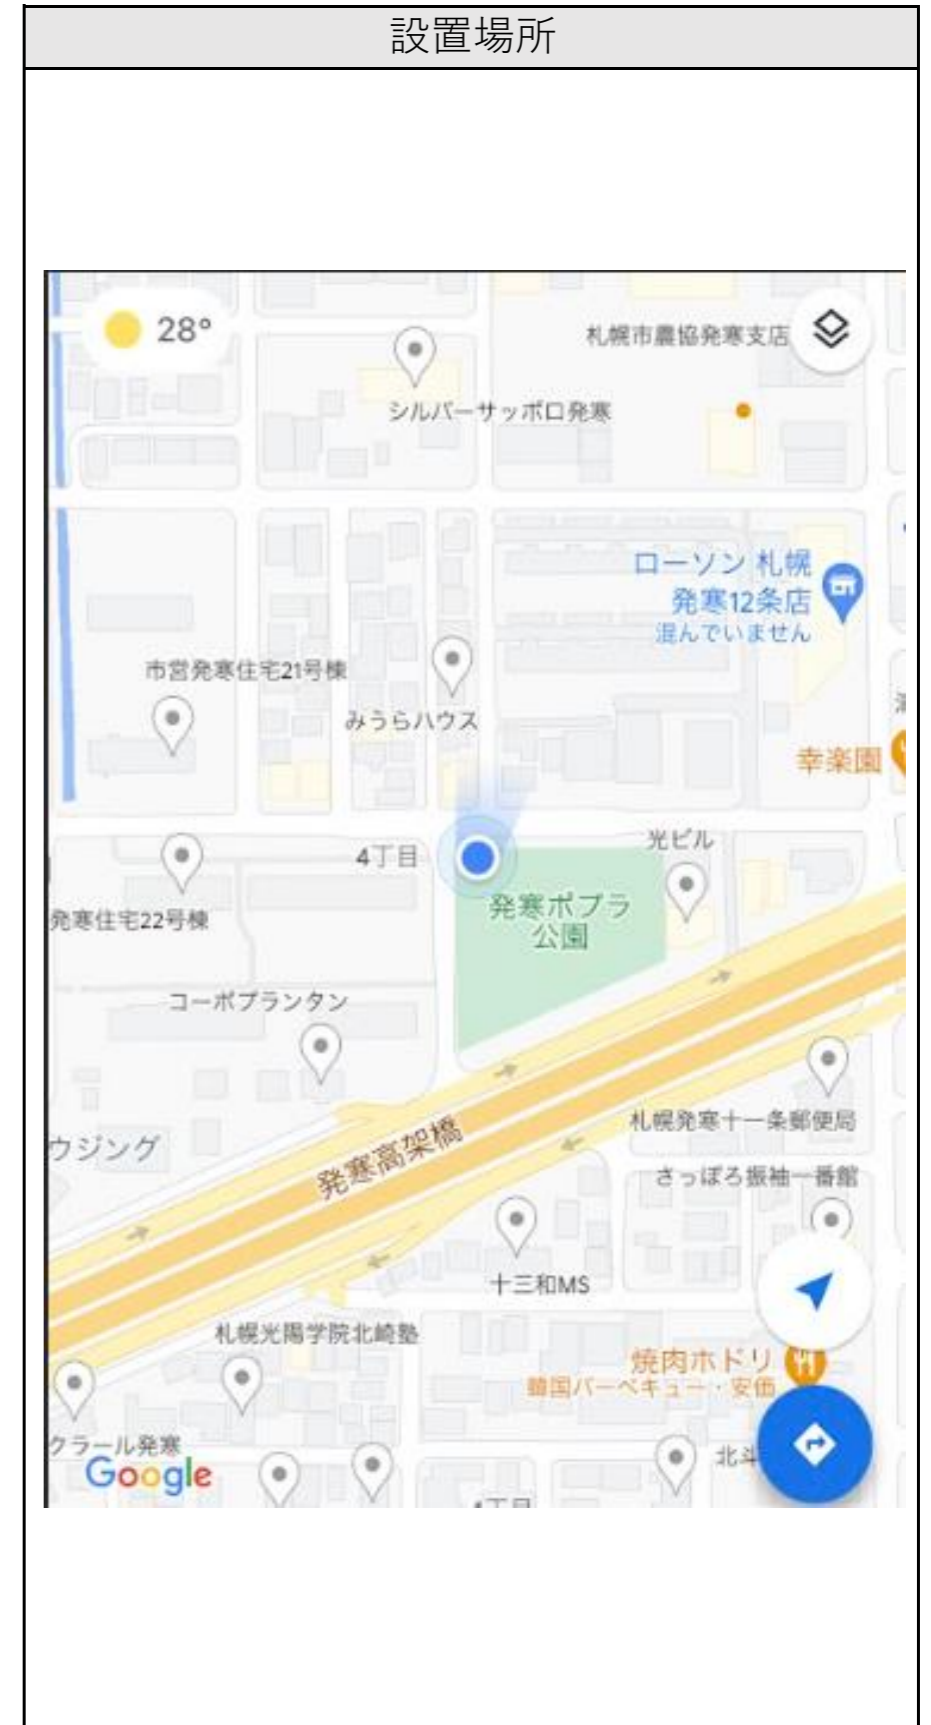 設置場所
28°
札幌市農協発寒支店
シルバーサッポロ発寒
ローソン 札幌
発寒12条店
混んでいません
市営発寒住宅21号棟
みうらハウス
幸楽園
光ビル
4丁目
発寒ポプラ
公園
発寒住宅22号棟
コーポプランタン
札幌発寒十一条郵便局
ウジング
発寒高架橋
さっぽろ振袖一番館
十三和MS
札幌光陽学院北崎塾
焼肉ホドリ
韓国バーベキュー・安価
クラール発寒
北斗
Google
4丁目